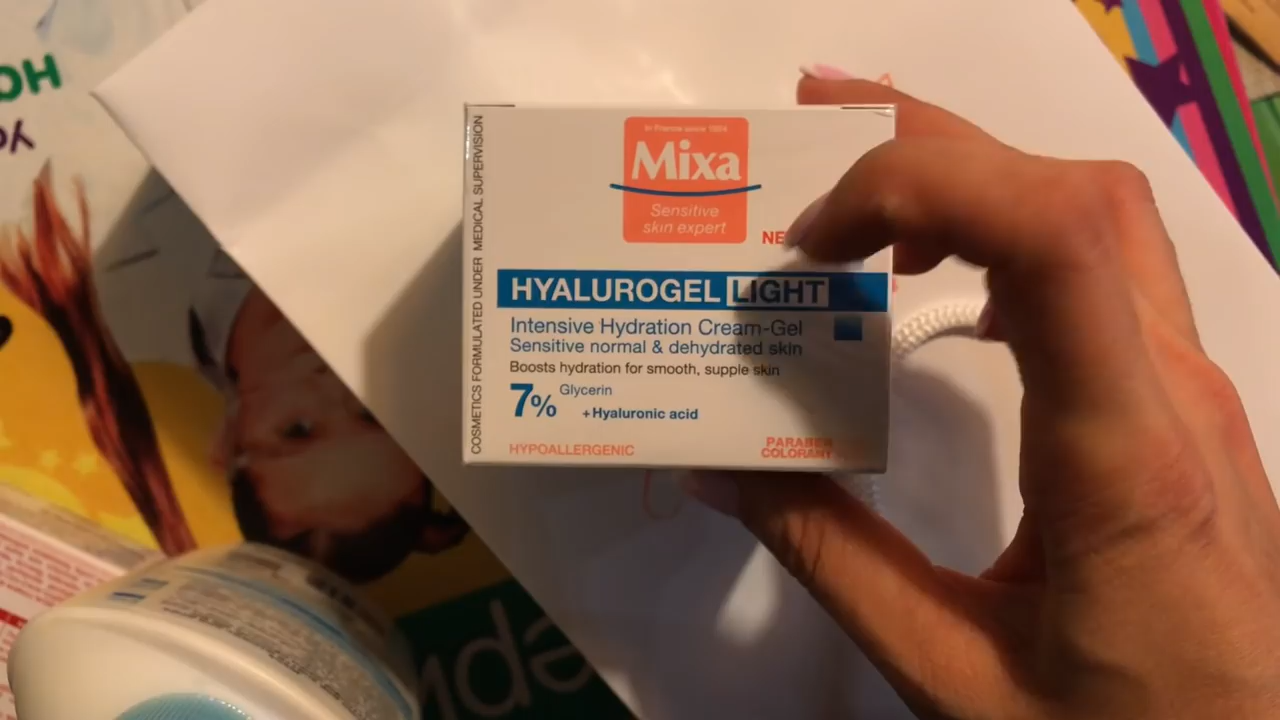 In France since 1924
Mixa
Sensitive
skin expert
HYALUROGEL LIGHT
Intensive Hydration Cream-Gel
Sensitive normal & dehydrated skin
Boosts hydration for smooth, supple skin
7% Glycerin
+Hyaluronic acid
HYPOALLERGENIC
PARABEN
COLORANT
COSMETICS FORMULATED UNDER MEDICAL SUPERVISION